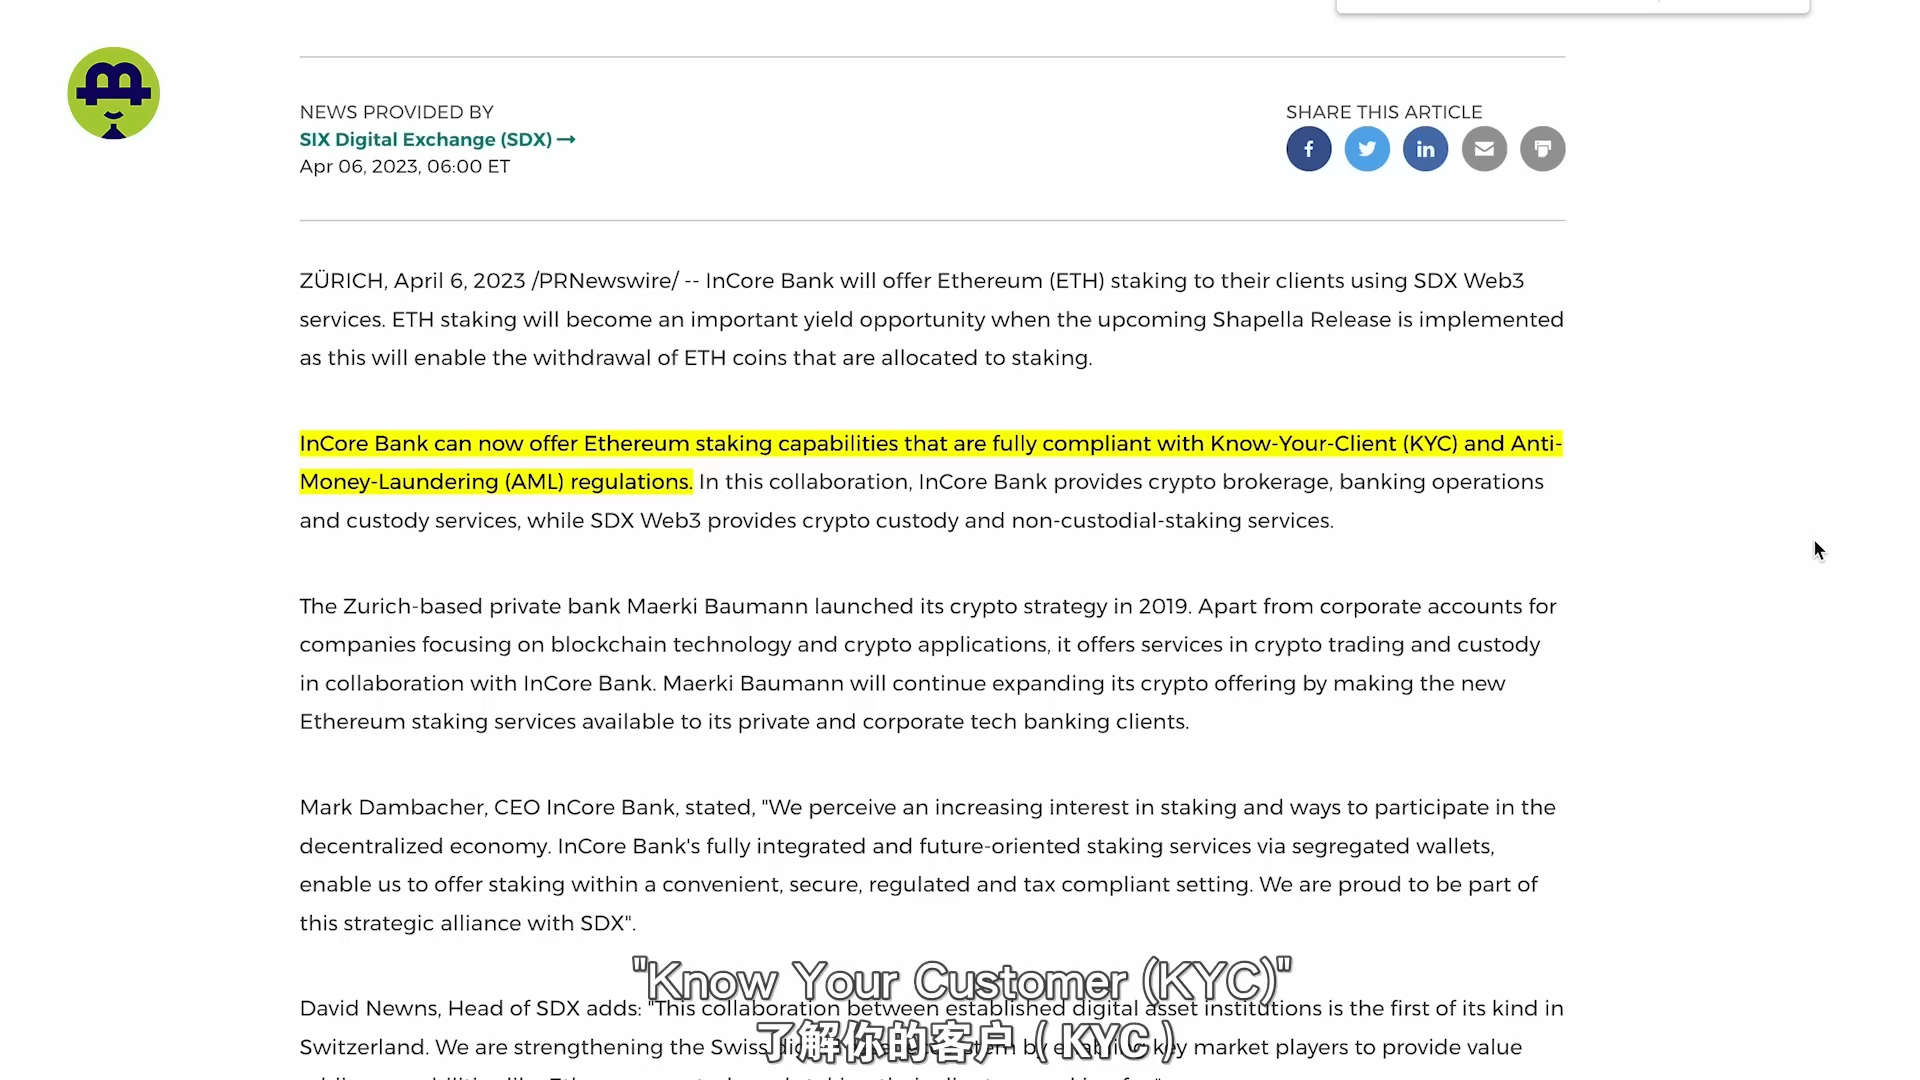 NEWS PROVIDED BY
SIX Digital Exchange (SDX)
Apr 06, 2023, 06:00 ET
SHARE THIS ARTICLE
ZÜRICH, April 6, 2023 /PRNewswire/ -- InCore Bank will offer Ethereum (ETH) staking to their clients using SDX Web3
services. ETH staking will become an important yield opportunity when the upcoming Shapella Release is implemented
as this will enable the withdrawal of ETH coins that are allocated to staking.
InCore Bank can now offer Ethereum staking capabilities that are fully compliant with Know-Your-Client (KYC) and Anti-
Money-Laundering (AML) regulations. In this collaboration, InCore Bank provides crypto brokerage, banking operations
and custody services, while SDX Web3 provides crypto custody and non-custodial-staking services.
The Zurich-based private bank Maerki Baumann launched its crypto strategy in 2019. Apart from corporate accounts for
companies focusing on blockchain technology and crypto applications, it offers services in crypto trading and custody
in collaboration with InCore Bank. Maerki Baumann will continue expanding its crypto offering by making the new
Ethereum staking services available to its private and corporate tech banking clients.
Mark Dambacher, CEO InCore Bank, stated, "We perceive an increasing interest in staking and ways to participate in the
decentralized economy. InCore Bank's fully integrated and future-oriented staking services via segregated wallets,
enable us to offer staking within a convenient, secure, regulated and tax compliant setting. We are proud to be part of
this strategic alliance with SDX".
"Know Your Customer (KYC)"
David Newns, Head of SDX adds: "This collaboration between established digital asset institutions is the first of its kind in
了解你的客户（KYC）
Switzerland. We are strengthening the Swiss by key market players to provide value